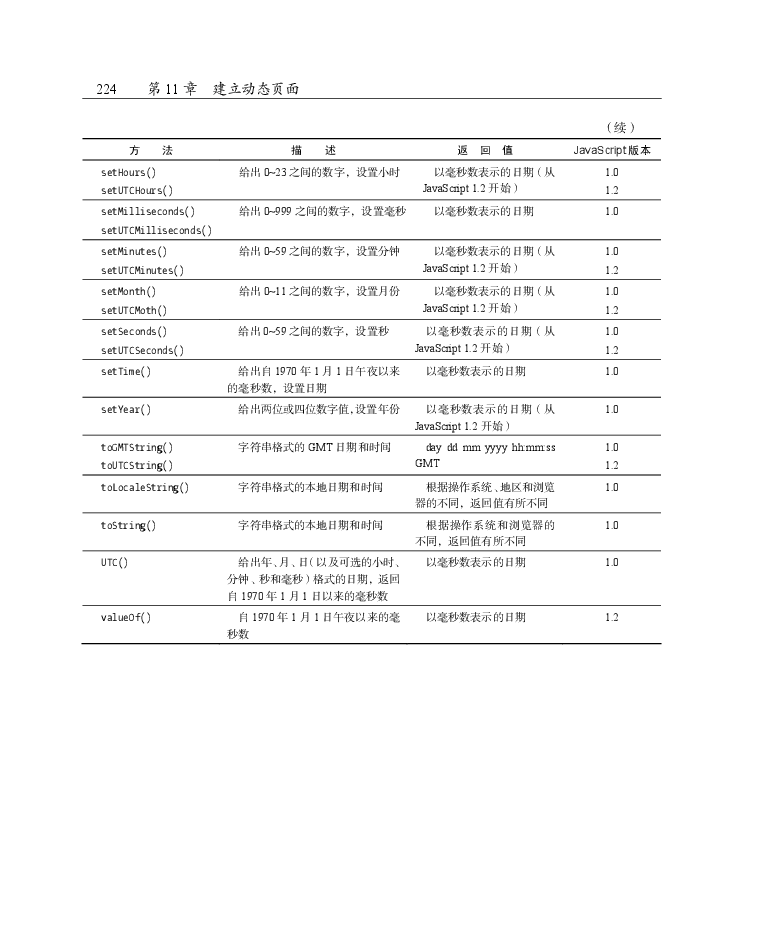 224 第 11 章 建立动态页面
（续）
方 法 描 述 返 回 值 JavaScript 版本
setHours() 给出 0~23 之间的数字，设置小时 以毫秒数表示的日期（从 1.0
setUTCHours() JavaScript 1.2 开始） 1.2
setMilliseconds() 给出 0~999 之间的数字，设置毫秒 以毫秒数表示的日期 1.0
setUTCMilliseconds()
setMinutes() 给出 0~59 之间的数字，设置分钟 以毫秒数表示的日期（从 1.0
setUTCMinutes() JavaScript 1.2 开始） 1.2
setMonth() 给出 0~11 之间的数字，设置月份 以毫秒数表示的日期（从 1.0
setUTCMoth() JavaScript 1.2 开始） 1.2
setSeconds() 给出 0~59 之间的数字，设置秒 以毫秒数表示的日期（从 1.0
setUTCSeconds() JavaScript 1.2 开始） 1.2
setTime() 给出自 1970 年 1 月 1 日午夜以来 以毫秒数表示的日期 1.0
的毫秒数，设置日期
setYear() 给出两位或四位数字值，设置年份 以毫秒数表示的日期（从 1.0
JavaScript 1.2 开始）
toGMTString() 字符串格式的 GMT 日期和时间 day dd mm yyyy hh:mm:ss 1.0
toUTCString() GMT 1.2
toLocaleString() 字符串格式的本地日期和时间 根据操作系统、地区和浏览 1.0
器的不同，返回值有所不同
toString() 字符串格式的本地日期和时间 根据操作系统和浏览器的 1.0
不同，返回值有所不同
UTC() 给出年、月、日（以及可选的小时、 以毫秒数表示的日期 1.0
分钟、秒和毫秒）格式的日期，返回
自 1970 年 1 月 1 日以来的毫秒数
valueOf() 自 1970 年 1 月 1 日午夜以来的毫 以毫秒数表示的日期 1.2
秒数